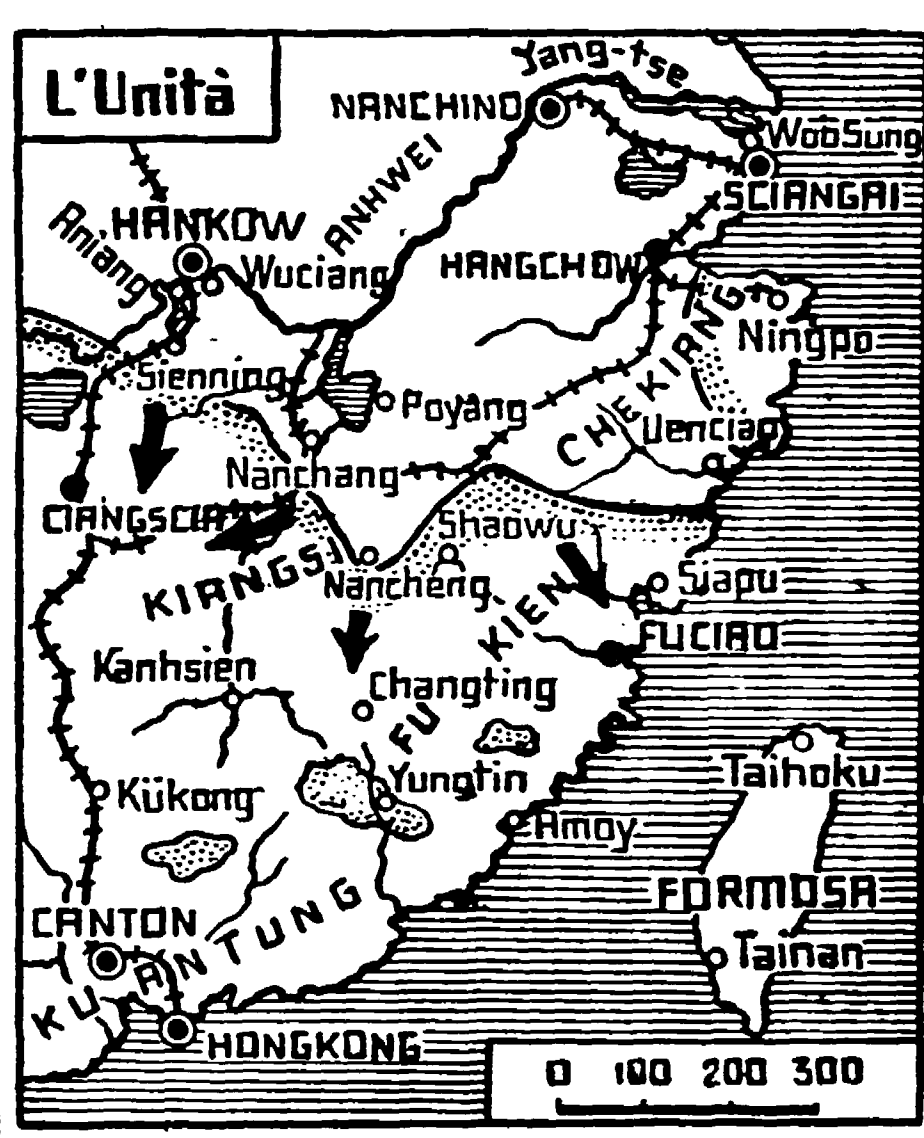 L'Unità
Yang-tse
NANCHINO
WooSung
SCIANGAI
ANHWEI
HANKOW
Aniang
Wuciang
HANGCHOW
Ningpo
CHEKIANG
Sienning
Poyang
Uenciao
Nanchang
CIANGSCIA
Shaowu
KIANGSI
Nancheng
Siapu
FUCIAO
FU KIEN
Kanhsien
Changting
Yungtin
Taihoku
Kükong
Amoy
FORMOSA
CANTON
KUANTUNG
Tainan
HONGKONG
0 100 200 300